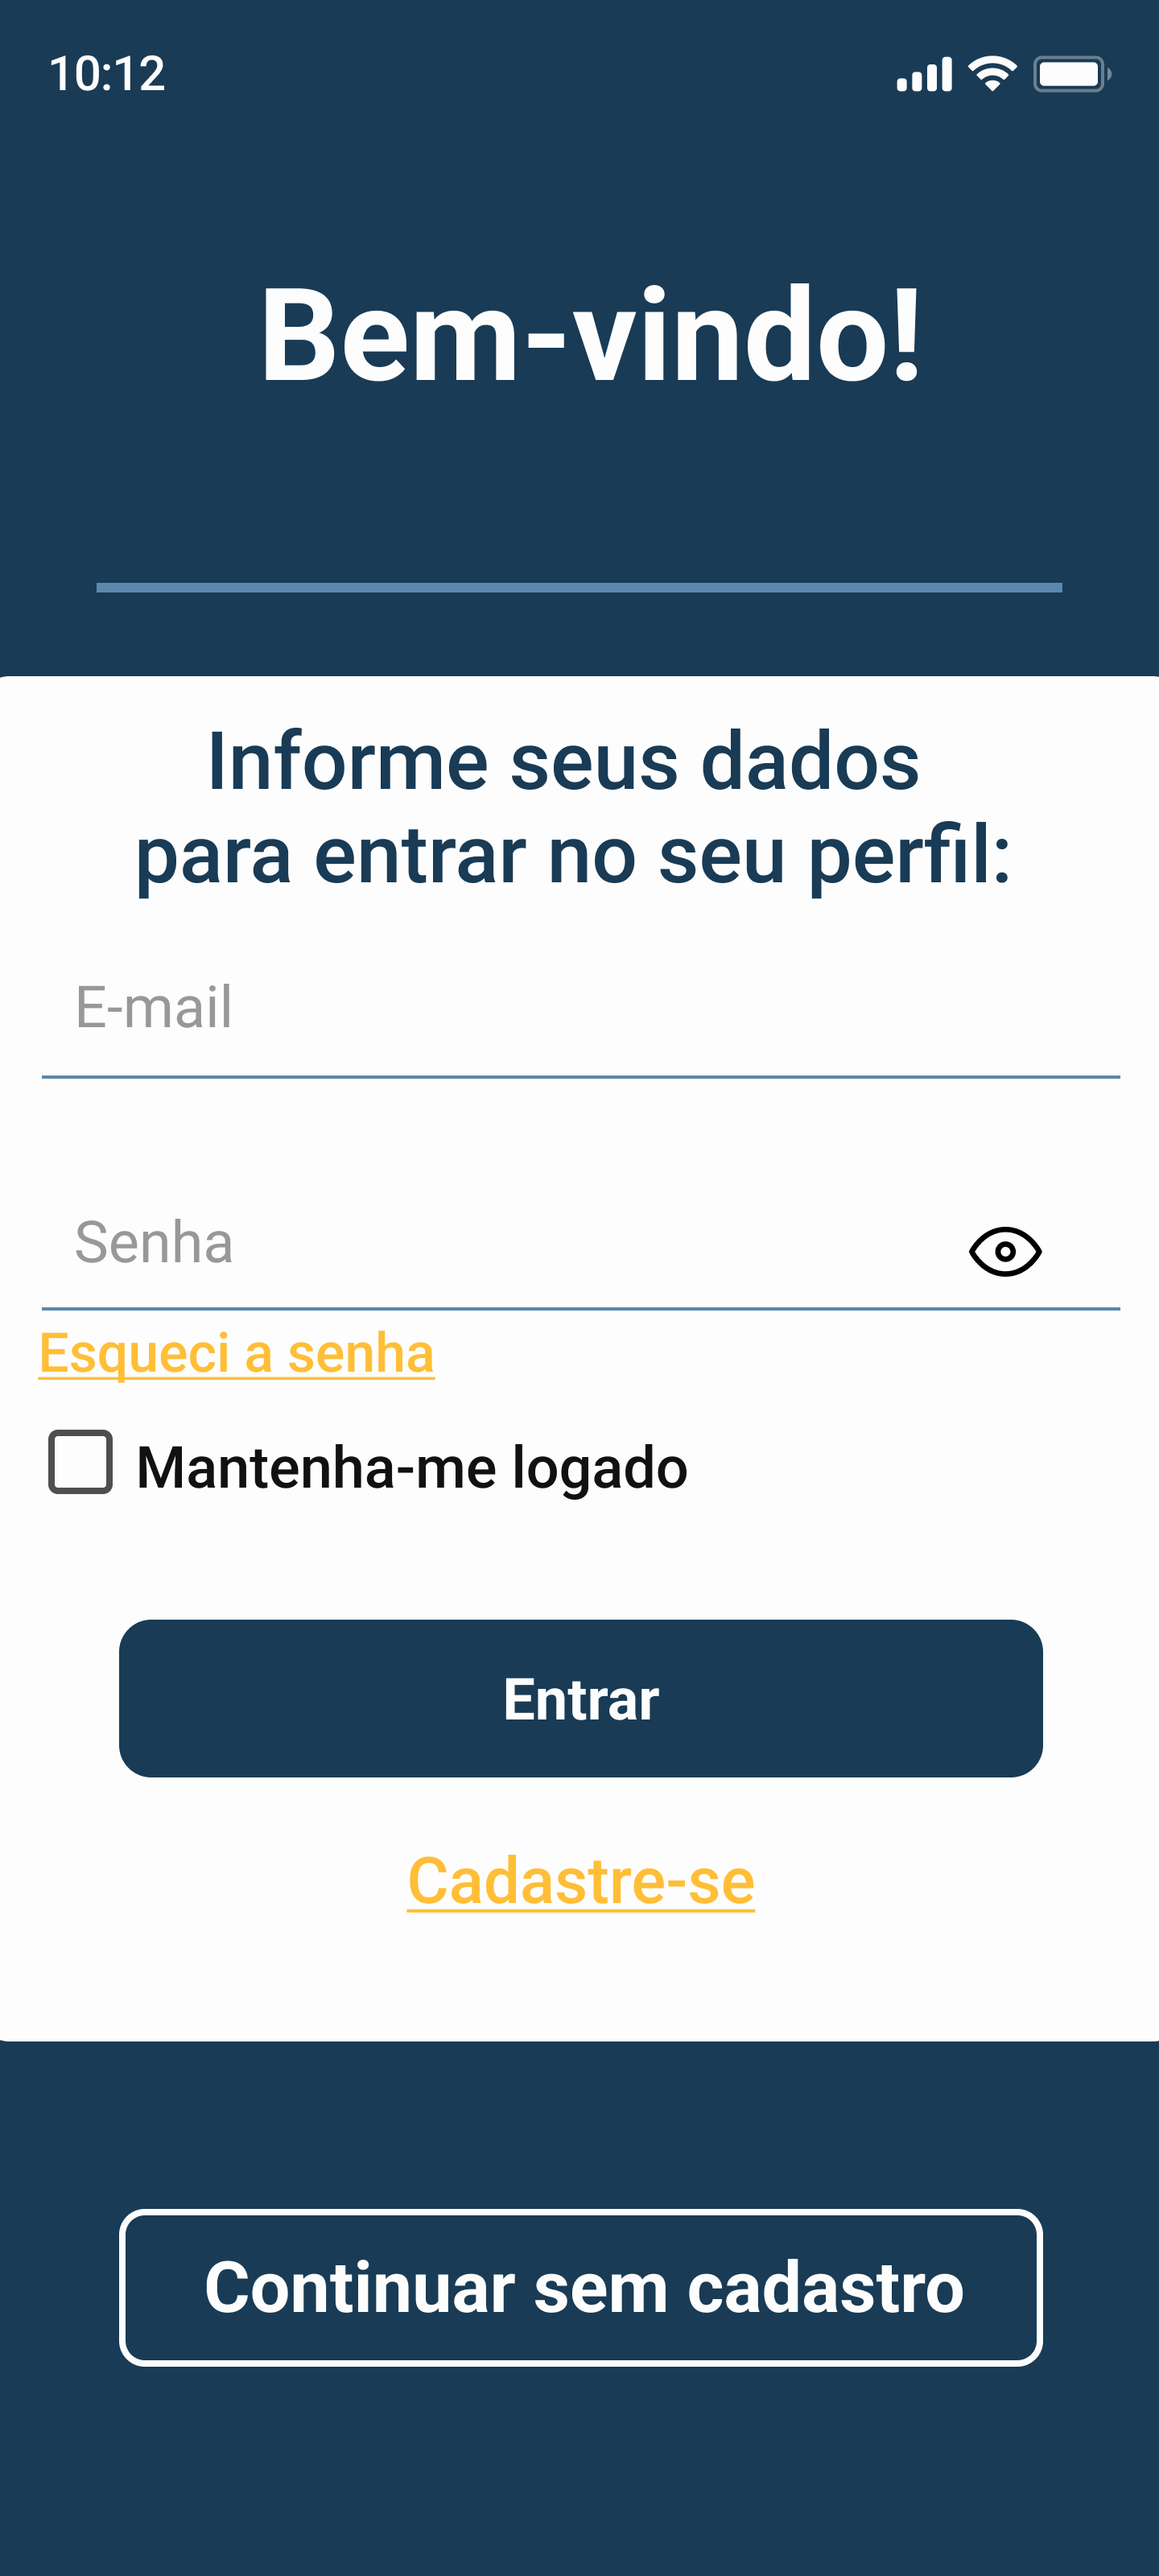 10:12
Bem-vindo!
Informe seus dados
para entrar no seu perfil:
E-mail
Senha
Esqueci a senha
Mantenha-me logado
Entrar
Cadastre-se
Continuar sem cadastro